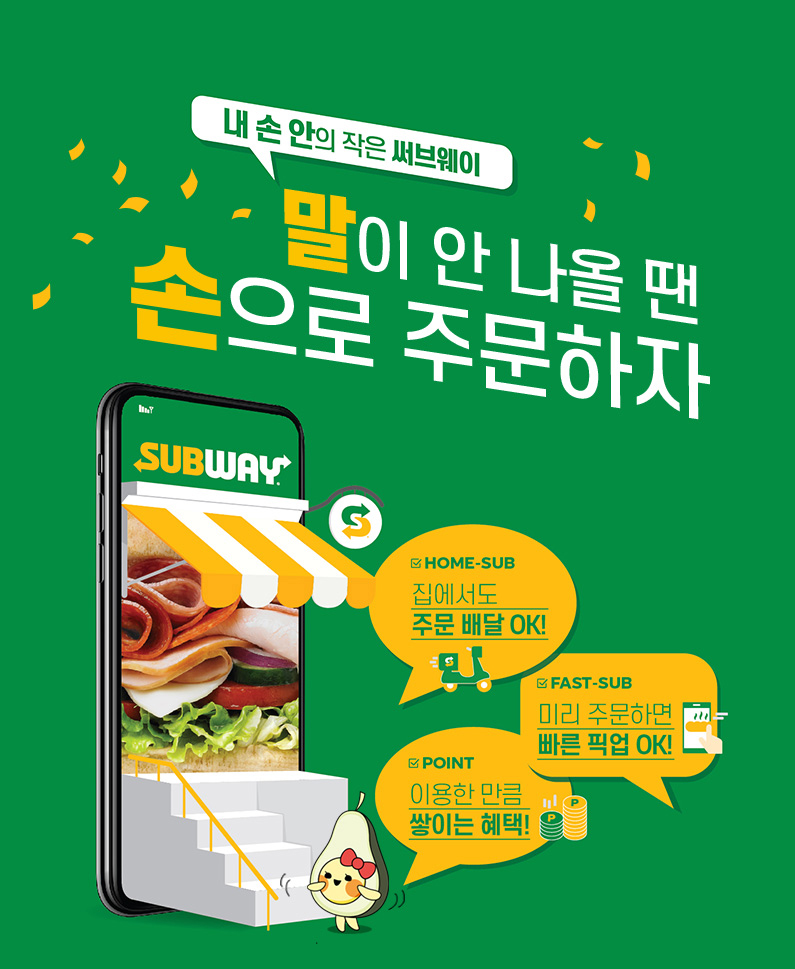 내 손 안의 작은 써브웨이
말이 안 나올 땐
손으로 주문하자
SUBWAY
S
HOME-SUB
집에서도
주문 배달 OK!
S
FAST-SUB
미리 주문하면
빠른 픽업 OK!
POINT
이용한 만큼
쌓이는 혜택!
P
P